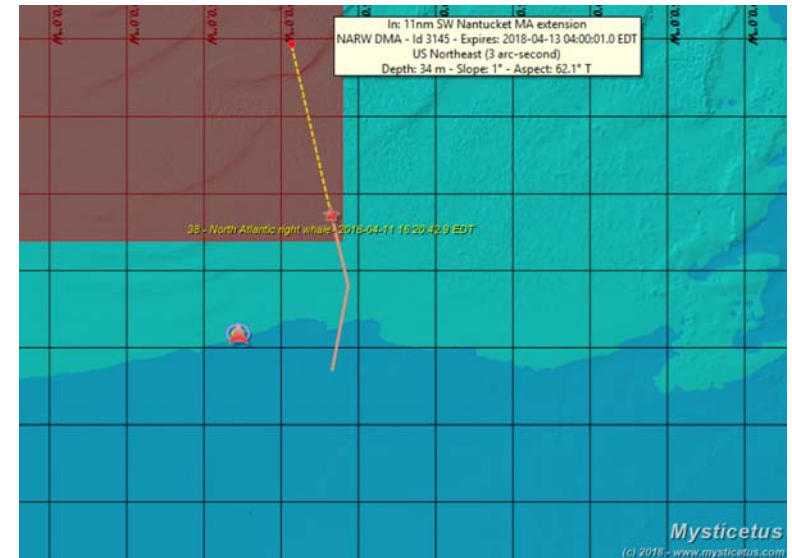 In: 11nm SW Nantucket MA extension
NARW DMA - Id 3145 - Expires: 2018-04-13 04:00:01.0 EDT
US Northeast (3 arc-second)
Depth: 34 m - Slope: 1° - Aspect: 62.1° T
38 - North Atlantic right whale - 2018-04-11 16:20:42.9 EDT
Mysticetus
(c) 2018 - www.mysticetus.com